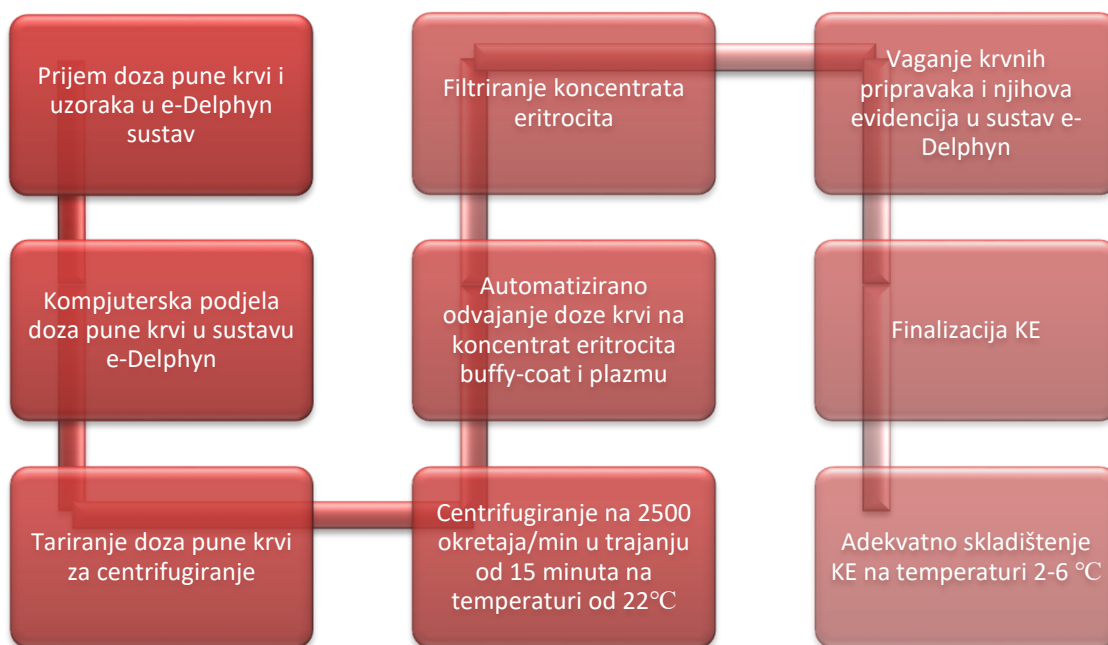 Prijem doza pune krvi i
uzoraka u e-Delphyn
sustav
Kompjuterska podjela
doza pune krvi u sustavu
e-Delphyn
Tariranje doza pune krvi
za centrifugiranje
Centrifugiranje na 2500
okretaja/min u trajanju
od 15 minuta na
temperaturi od 22℃
Automatizirano
odvajanje doze krvi na
koncentrat eritrocita
buffy-coat i plazmu
Filtriranje koncentrata
eritrocita
Vaganje krvnih
pripravaka i njihova
evidencija u sustav e-
Delphyn
Finalizacija KE
Adekvatno skladištenje
KE na temperaturi 2-6 ℃